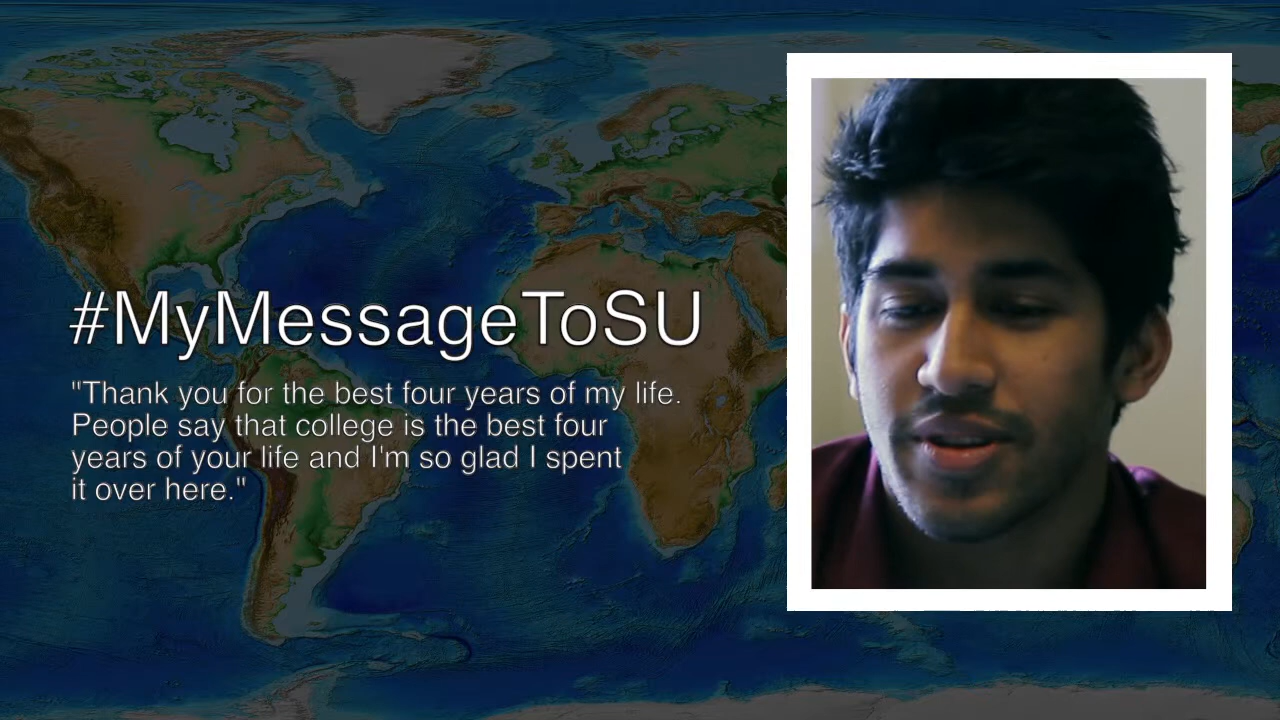 #MyMessageToSU
"Thank you for the best four years of my life.
People say that college is the best four
years of your life and I'm so glad I spent
it over here."